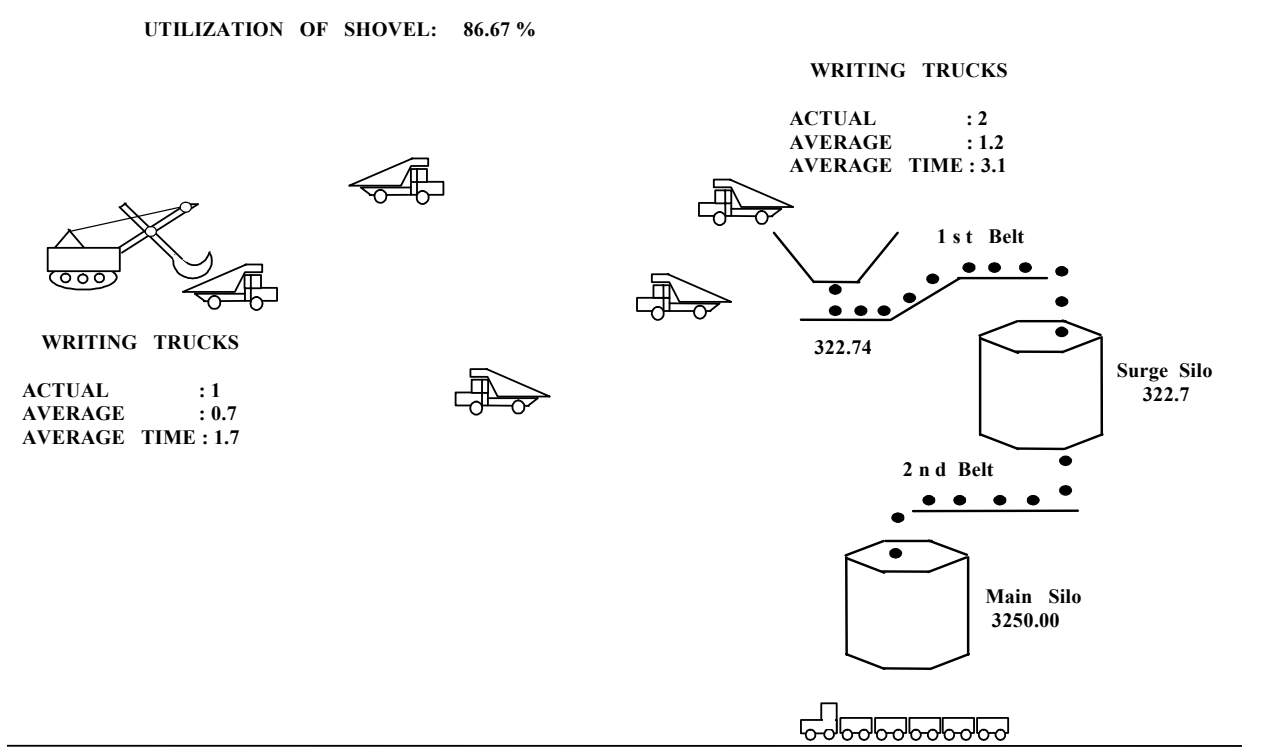 UTILIZATION OF SHOVEL: 86.67 %
WRITING TRUCKS
ACTUAL : 2
AVERAGE : 1.2
AVERAGE TIME : 3.1
1 s t Belt
322.74
WRITING TRUCKS
ACTUAL : 1
AVERAGE : 0.7
AVERAGE TIME : 1.7
Surge Silo
322.7
2 n d Belt
Main Silo
3250.00